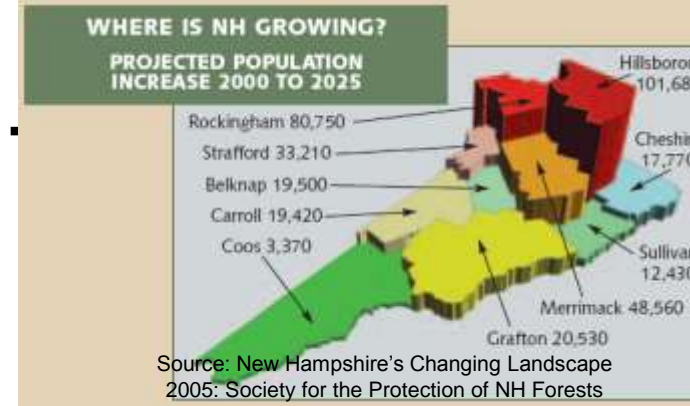 WHERE IS NH GROWING?
PROJECTED POPULATION
INCREASE 2000 TO 2025
Rockingham 80,750
Strafford 33,210
Belknap 19,500
Carroll 19,420
Coos 3,370
Merrimack 48,560
Grafton 20,530
Source: New Hampshire's Changing Landscape
2005: Society for the Protection of NH Forests